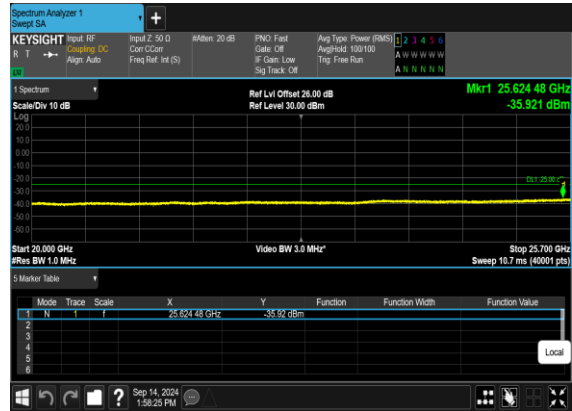 Spectrum Analyzer 1
Swept SA
+
KEYSIGHT Input: RF Input Z: 50 Ω #Atten: 20 dB PNO: Fast Avg Type: Power (RMS) 1 2 3 4 5 6
R T Coupling: DC Corr CCorr Gate: Off Avg|Hold: 100/100 A W W W W W
Align: Auto Freq Ref: Int (S) IF Gain: Low Trig: Free Run
Sig Track: Off A N N N N N
1 Spectrum Ref Lvl Offset 26.00 dB Mkr1 25.624 48 GHz
Scale/Div 10 dB Ref Level 30.00 dBm -35.921 dBm
Log
20.0
10.0
0.00
-10.0
-20.0
DL1 -25.00
-30.0
-40.0
-50.0
-60.0
Start 20.000 GHz Video BW 3.0 MHz* Stop 25.700 GHz
#Res BW 1.0 MHz Sweep 10.7 ms (40001 pts)
5 Marker Table
Mode Trace Scale X Y Function Function Width Function Value
1 N 1 f 25.624 48 GHz -35.92 dBm
2
3
4
5
6
Local
? Sep 14, 2024
1:58:25 PM